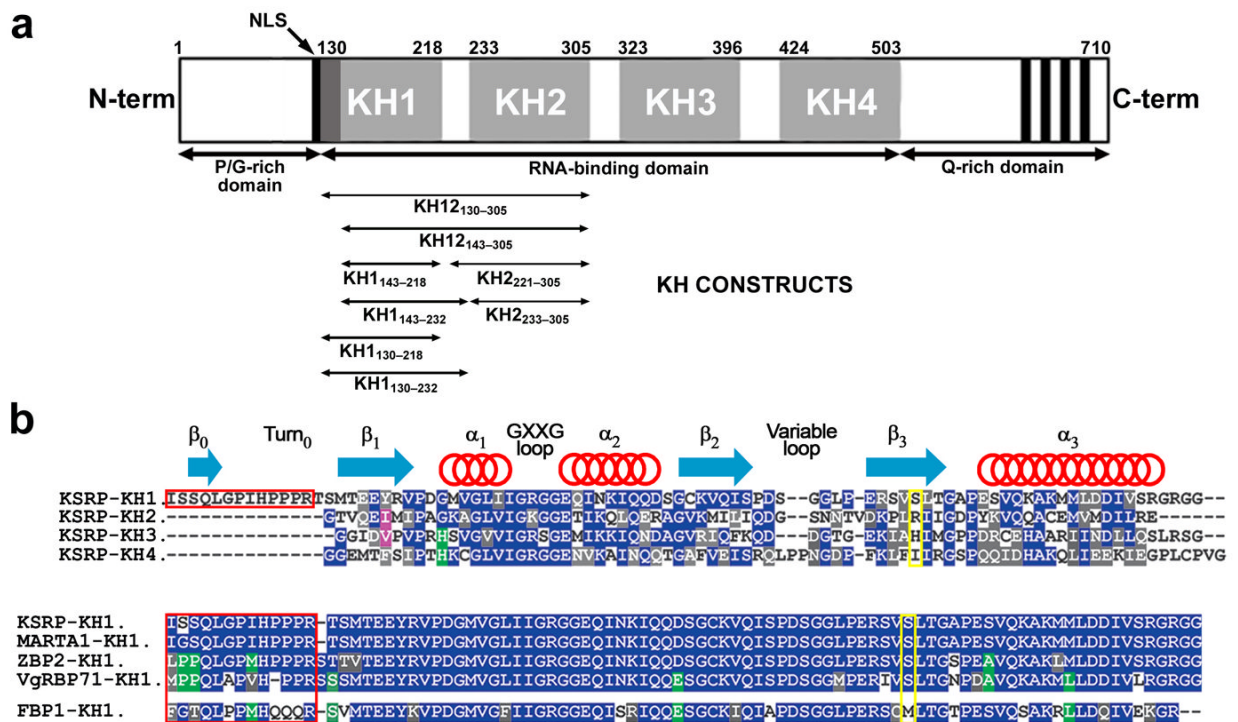 a
NLS
1 130 218 233 305 323 396 424 503 710
N-term KH1 KH2 KH3 KH4 C-term
P/G-rich domain RNA-binding domain Q-rich domain
KH12130–305
KH12143–305
KH1143–218 KH2221–305 KH CONSTRUCTS
KH1143–232 KH2233–305
KH1130–218
KH1130–232
b
β0 Turn0 β1 α1 GXXG loop α2 β2 Variable loop β3 α3
KSRP-KH1. ISSQLGPIHPPPRTSMTEEYRVPDGMVGLIIGRGGEQINKIQQDSGCKVQISPDS--GGLP-ERSVSLTGAPESVQKAKMMLDDIVSRGRGG--
KSRP-KH2. -------------GTVQEIMIPAGKAGLVIGKGGETIKQLQERAGVKMILIQDG--SNNTVDKPLRIIGDPYKVQQACEMVMDILRE------
KSRP-KH3. --------------GGIDVPVPRHSVGVVIGRSGEMIKKIQNDAGVRIQFKQD--DGTG-EKIAHIMGPPDRCEHAARIINDLLQSLRSG----
KSRP-KH4. -------------GGEMTFSIPTHKCGLVIGRGGENVKAINQQTGAFVEISRQLPPNGDP-FKLFIIRGSPQQIDHAKQLIEEKIEGPLCPVG
KSRP-KH1. ISSQLGPIHPPPR-TSMTEEYRVPDGMVGLIIGRGGEQINKIQQDSGCKVQISPDSGGLPERSVSLTGAPESVQKAKMMLDDIVSRGRGG
MARTA1-KH1. IGSQLGPIHPPPR-TSMTEEYRVPDGMVGLIIGRGGEQINKIQQDSGCKVQISPDSGGLPERSVSLTGAPESVQKAKMMLDDIVSRGRGG
ZBP2-KH1. LPPQLGPMHPPPRSTTVTEEYRVPDGMVGLIIGRGGEQINKIQQDSGCKVQISPDSGGLPERSVSLTGSPEAVQKAKLMLDDIVSRGRGG
VgRBP71-KH1. MPPQLAPVH-PPRSSSMTEEYRVPDGMVGLIIGRGGEQINKIQQESGCKVQISPDSGGMPERIVSLTGNPDAVQKAKMLLDDIVLRGRGG
FBP1-KH1. FGTQLPPMHQQQR-SVMTEEYKVPDGMVGFIIGRGGEQISRIQQESGCKIQIAPDSGGLPERSCMLTGTPESVQSAKRLLDQIVEKGR--